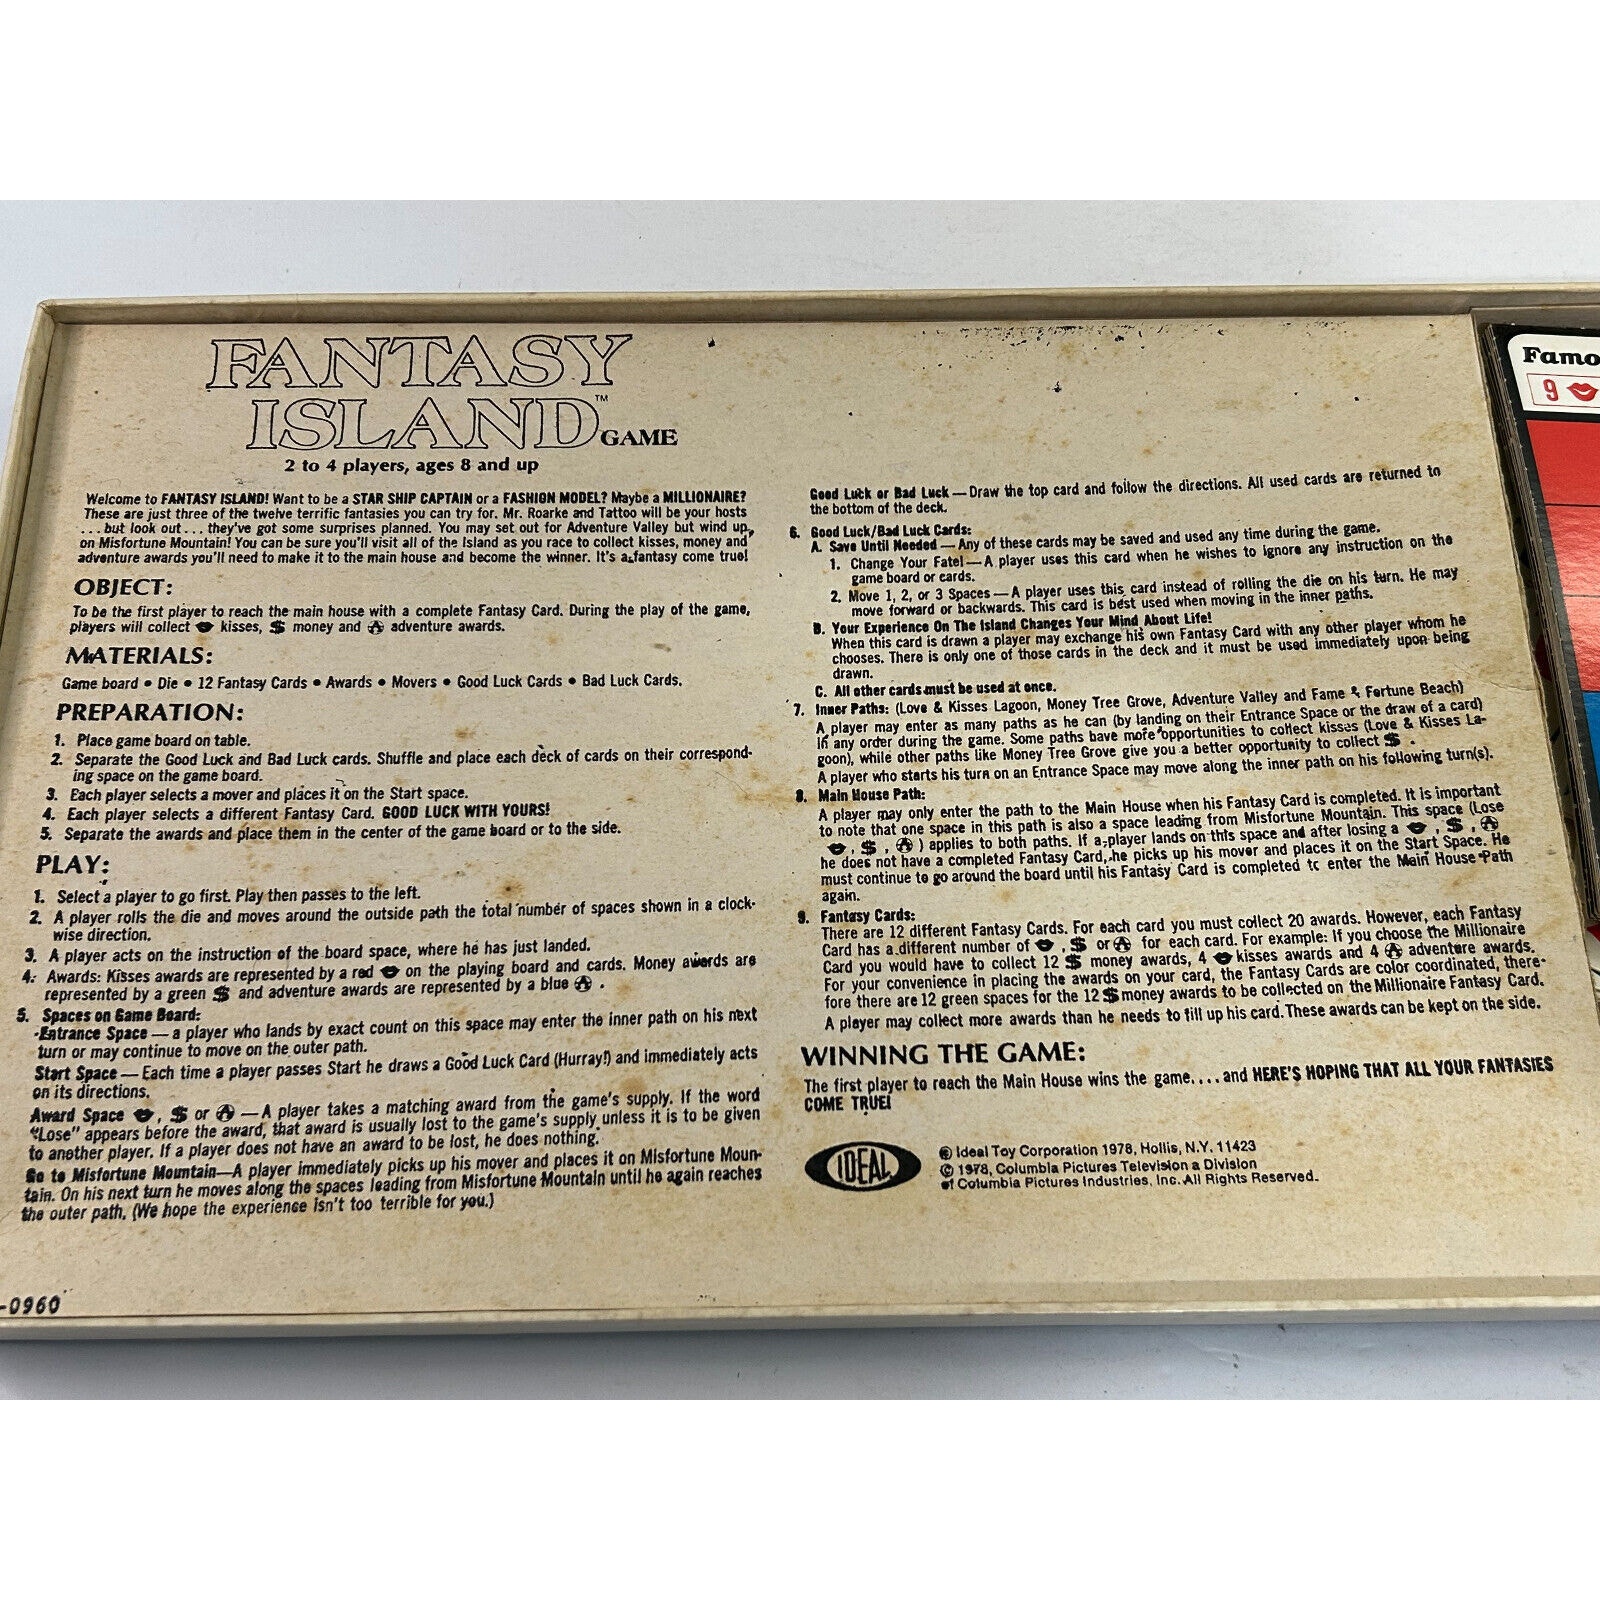 FANTASY
ISLAND™ GAME
2 to 4 players, ages 8 and up
Welcome to FANTASY ISLAND! Want to be a STAR SHIP CAPTAIN or a FASHION MODEL? Maybe a MILLIONAIRE?
These are just three of the twelve terrific fantasies you can try for. Mr. Roarke and Tattoo will be your hosts
...but look out... they've got some surprises planned. You may set out for Adventure Valley but wind up
on Misfortune Mountain! You can be sure you'll visit all of the Island as you race to collect kisses, money and
adventure awards you'll need to make it to the main house and become the winner. It's a fantasy come true!
OBJECT:
To be the first player to reach the main house with a complete Fantasy Card. During the play of the game,
players will collect kisses, $ money and A adventure awards.
MATERIALS:
Game board • Die • 12 Fantasy Cards • Awards • Movers • Good Luck Cards • Bad Luck Cards.
PREPARATION:
1. Place game board on table.
2. Separate the Good Luck and Bad Luck cards. Shuffle and place each deck of cards on their correspond-
ing space on the game board.
3. Each player selects a mover and places it on the Start space.
4. Each player selects a different Fantasy Card. GOOD LUCK WITH YOURS!
5. Separate the awards and place them in the center of the game board or to the side.
PLAY:
1. Select a player to go first. Play then passes to the left.
2. A player rolls the die and moves around the outside path the total number of spaces shown in a clock-
wise direction.
3. A player acts on the instruction of the board space, where he has just landed.
4. Awards: Kisses awards are represented by a red on the playing board and cards. Money awards are
represented by a green $ and adventure awards are represented by a blue A .
5. Spaces on Game Board:
Entrance Space — a player who lands by exact count on this space may enter the inner path on his next
turn or may continue to move on the outer path.
Start Space — Each time a player passes Start he draws a Good Luck Card (Hurray!) and immediately acts
on its directions.
Award Space , $ or A — A player takes a matching award from the game's supply. If the word
"Lose" appears before the award, that award is usually lost to the game's supply unless it is to be given
to another player. If a player does not have an award to be lost, he does nothing.
Go to Misfortune Mountain—A player immediately picks up his mover and places it on Misfortune Moun-
tain. On his next turn he moves along the spaces leading from Misfortune Mountain until he again reaches
the outer path. (We hope the experience isn't too terrible for you.)
-0960
Good Luck or Bad Luck — Draw the top card and follow the directions. All used cards are returned to
the bottom of the deck.
6. Good Luck/Bad Luck Cards:
A. Save Until Needed — Any of these cards may be saved and used any time during the game.
1. Change Your Fate! — A player uses this card when he wishes to ignore any instruction on the
game board or cards.
2. Move 1, 2, or 3 Spaces — A player uses this card instead of rolling the die on his turn. He may
move forward or backwards. This card is best used when moving in the inner paths.
B. Your Experience On The Island Changes Your Mind About Life!
When this card is drawn a player may exchange his own Fantasy Card with any other player whom he
chooses. There is only one of those cards in the deck and it must be used immediately upon being
drawn.
C. All other cards must be used at once.
7. Inner Paths: (Love & Kisses Lagoon, Money Tree Grove, Adventure Valley and Fame & Fortune Beach)
A player may enter as many paths as he can (by landing on their Entrance Space or the draw of a card)
in any order during the game. Some paths have more opportunities to collect kisses (Love & Kisses La-
goon), while other paths like Money Tree Grove give you a better opportunity to collect $ .
A player who starts his turn on an Entrance Space may move along the inner path on his following turn(s).
8. Main House Path:
A player may only enter the path to the Main House when his Fantasy Card is completed. It is important
to note that one space in this path is also a space leading from Misfortune Mountain. This space (Lose
, $ , A ) applies to both paths. If a player lands on this space and after losing a , $ , A
he does not have a completed Fantasy Card, he picks up his mover and places it on the Start Space. He
must continue to go around the board until his Fantasy Card is completed to enter the Main House Path
again.
9. Fantasy Cards:
There are 12 different Fantasy Cards. For each card you must collect 20 awards. However, each Fantasy
Card has a different number of , $ or A for each card. For example: If you choose the Millionaire
Card you would have to collect 12 $ money awards, 4 kisses awards and 4 A adventure awards.
For your convenience in placing the awards on your card, the Fantasy Cards are color coordinated, there-
fore there are 12 green spaces for the 12 $ money awards to be collected on the Millionaire Fantasy Card.
A player may collect more awards than he needs to fill up his card. These awards can be kept on the side.
WINNING THE GAME:
The first player to reach the Main House wins the game.... and HERE'S HOPING THAT ALL YOUR FANTASIES
COME TRUE!
IDEAL
© Ideal Toy Corporation 1978, Hollis, N.Y. 11423
© 1978, Columbia Pictures Television a Division
of Columbia Pictures Industries, Inc. All Rights Reserved.
Famo
9